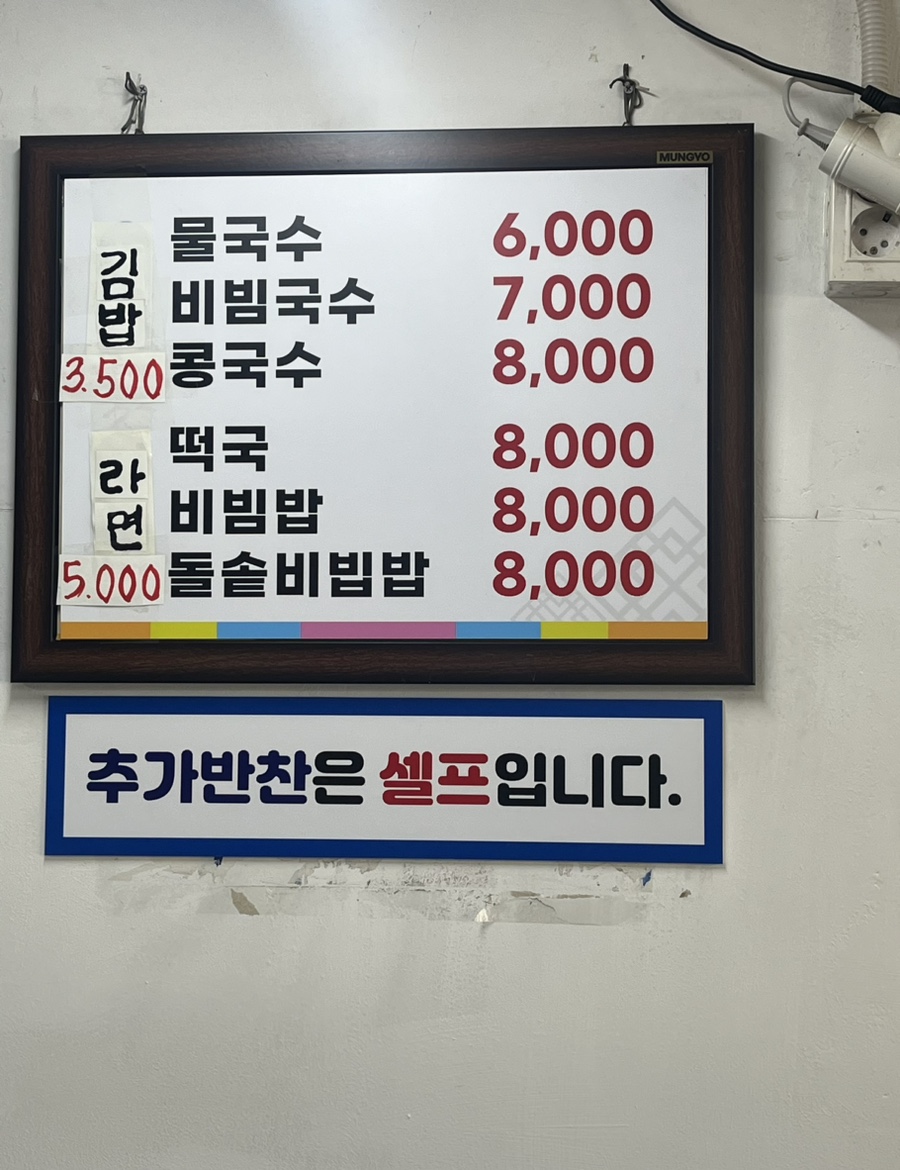 MUNGYO
물국수 6,000
비빔국수 7,000
콩국수 8,000
떡국 8,000
비빔밥 8,000
돌솥비빕밥 8,000
김
밥
3.500
라
면
5.000
추가반찬은 셀프입니다.